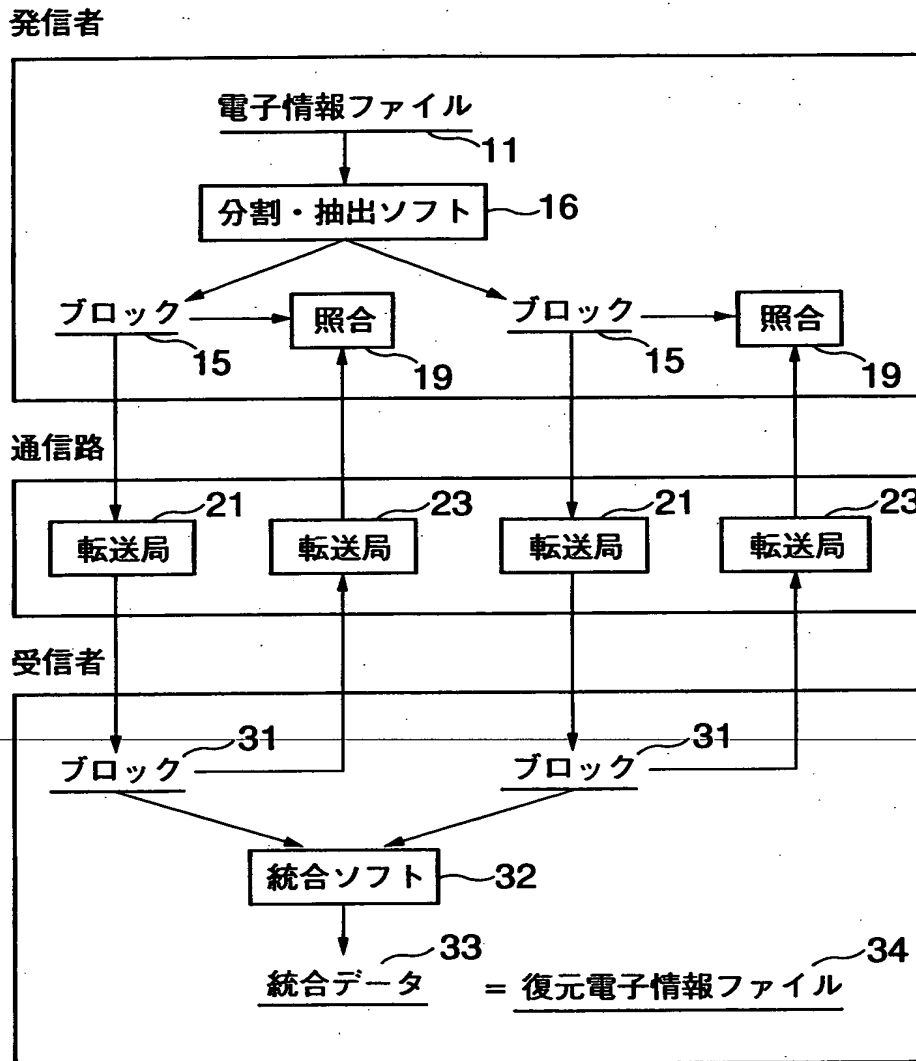 発信者
電子情報ファイル
11
分割・抽出ソフト
16
ブロック
15
照合
19
ブロック
15
照合
19
通信路
転送局
21
転送局
23
転送局
21
転送局
23
受信者
ブロック
31
ブロック
31
統合ソフト
32
統合データ
33
= 復元電子情報ファイル
34